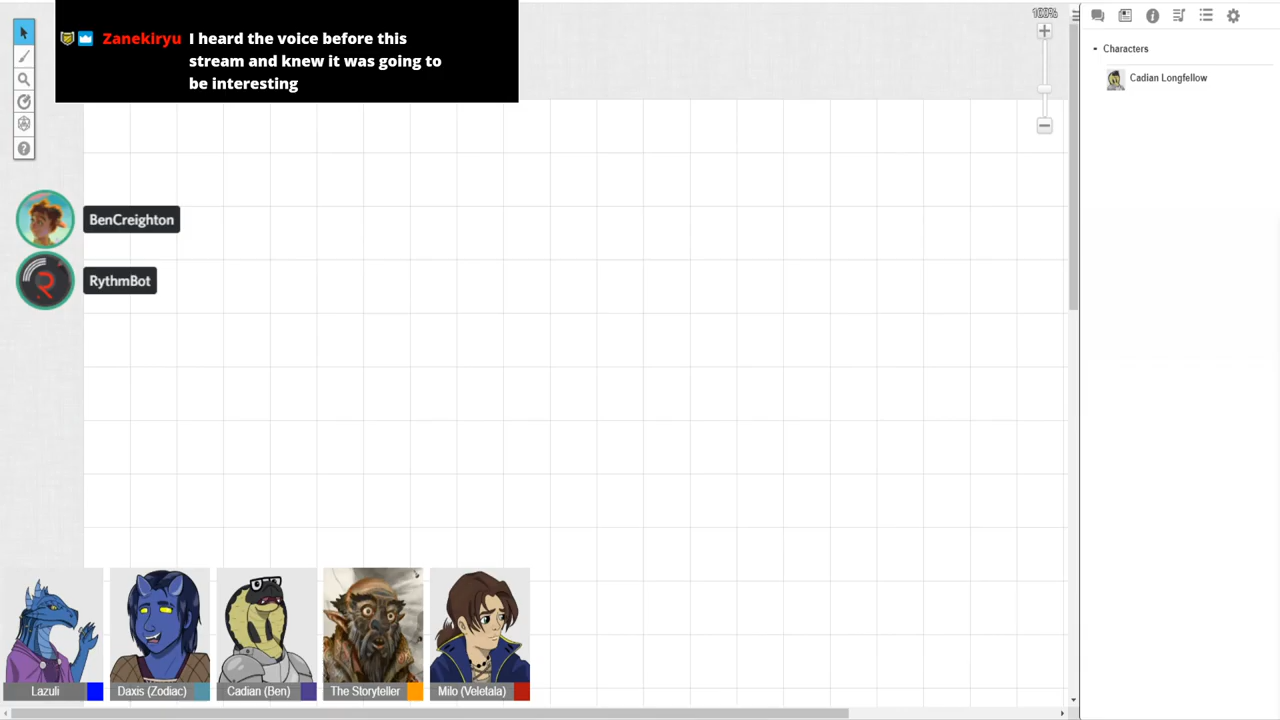 Zanekiryu I heard the voice before this
stream and knew it was going to
be interesting
100%
Characters
Cadian Longfellow
BenCreighton
RythmBot
Lazuli
Daxis (Zodiac)
Cadian (Ben)
The Storyteller
Milo (Veletala)